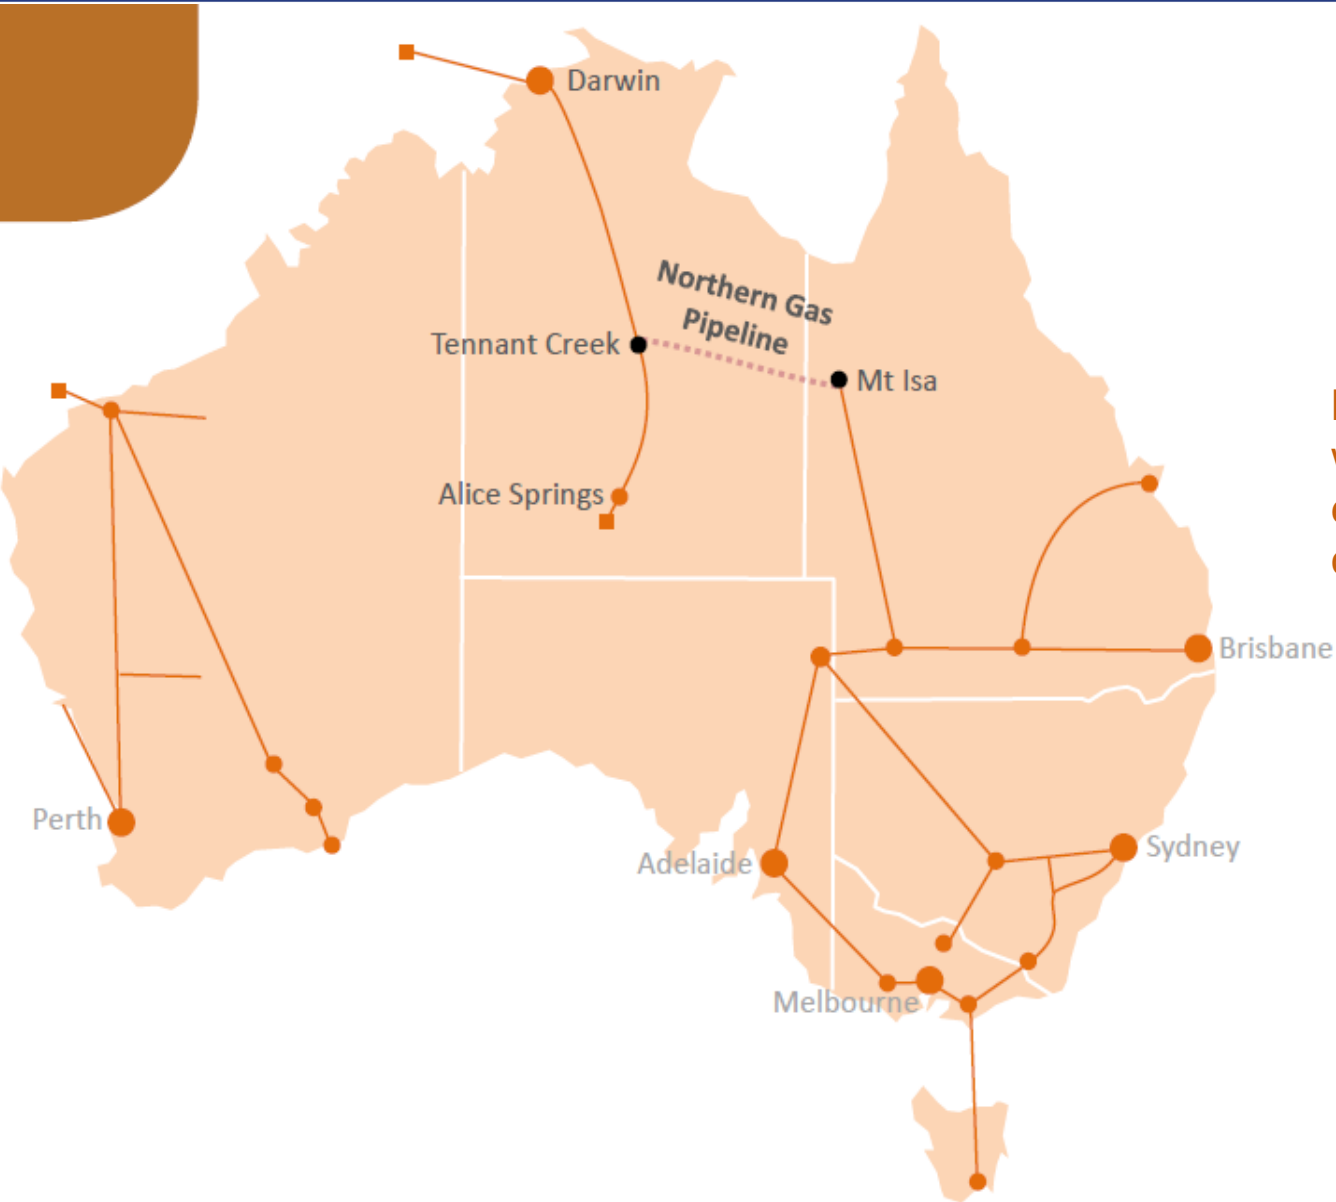 Darwin
Northern Gas
Pipeline
Tennant Creek
Mt Isa
Alice Springs
Brisbane
Perth
Adelaide
Sydney
Melbourne